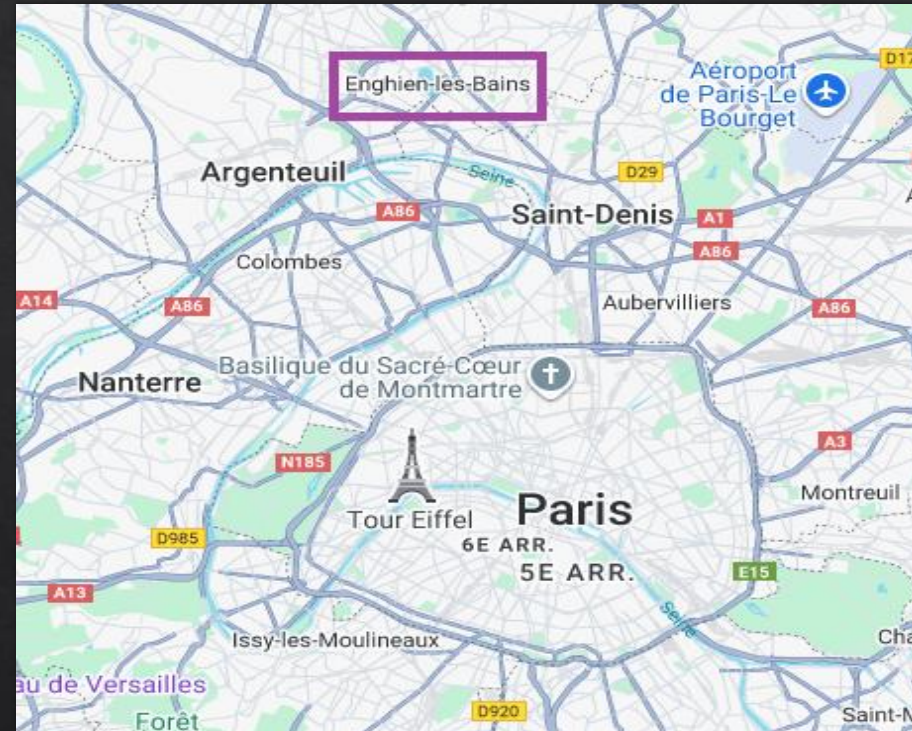 Enghien-les-Bains
Aéroport
de Paris-Le
Bourget
D17
Argenteuil
Seine
D29
A86
Saint-Denis
A1
A86
Colombes
A14
A86
Aubervilliers
A86
Basilique du Sacré-Cœur
de Montmartre
Nanterre
A3
N185
Montreuil
Tour Eiffel
Paris
D985
6E ARR.
5E ARR.
E15
A13
Seine
Issy-les-Moulineaux
Cha
au de Versailles
D920
Forêt
Saint-M